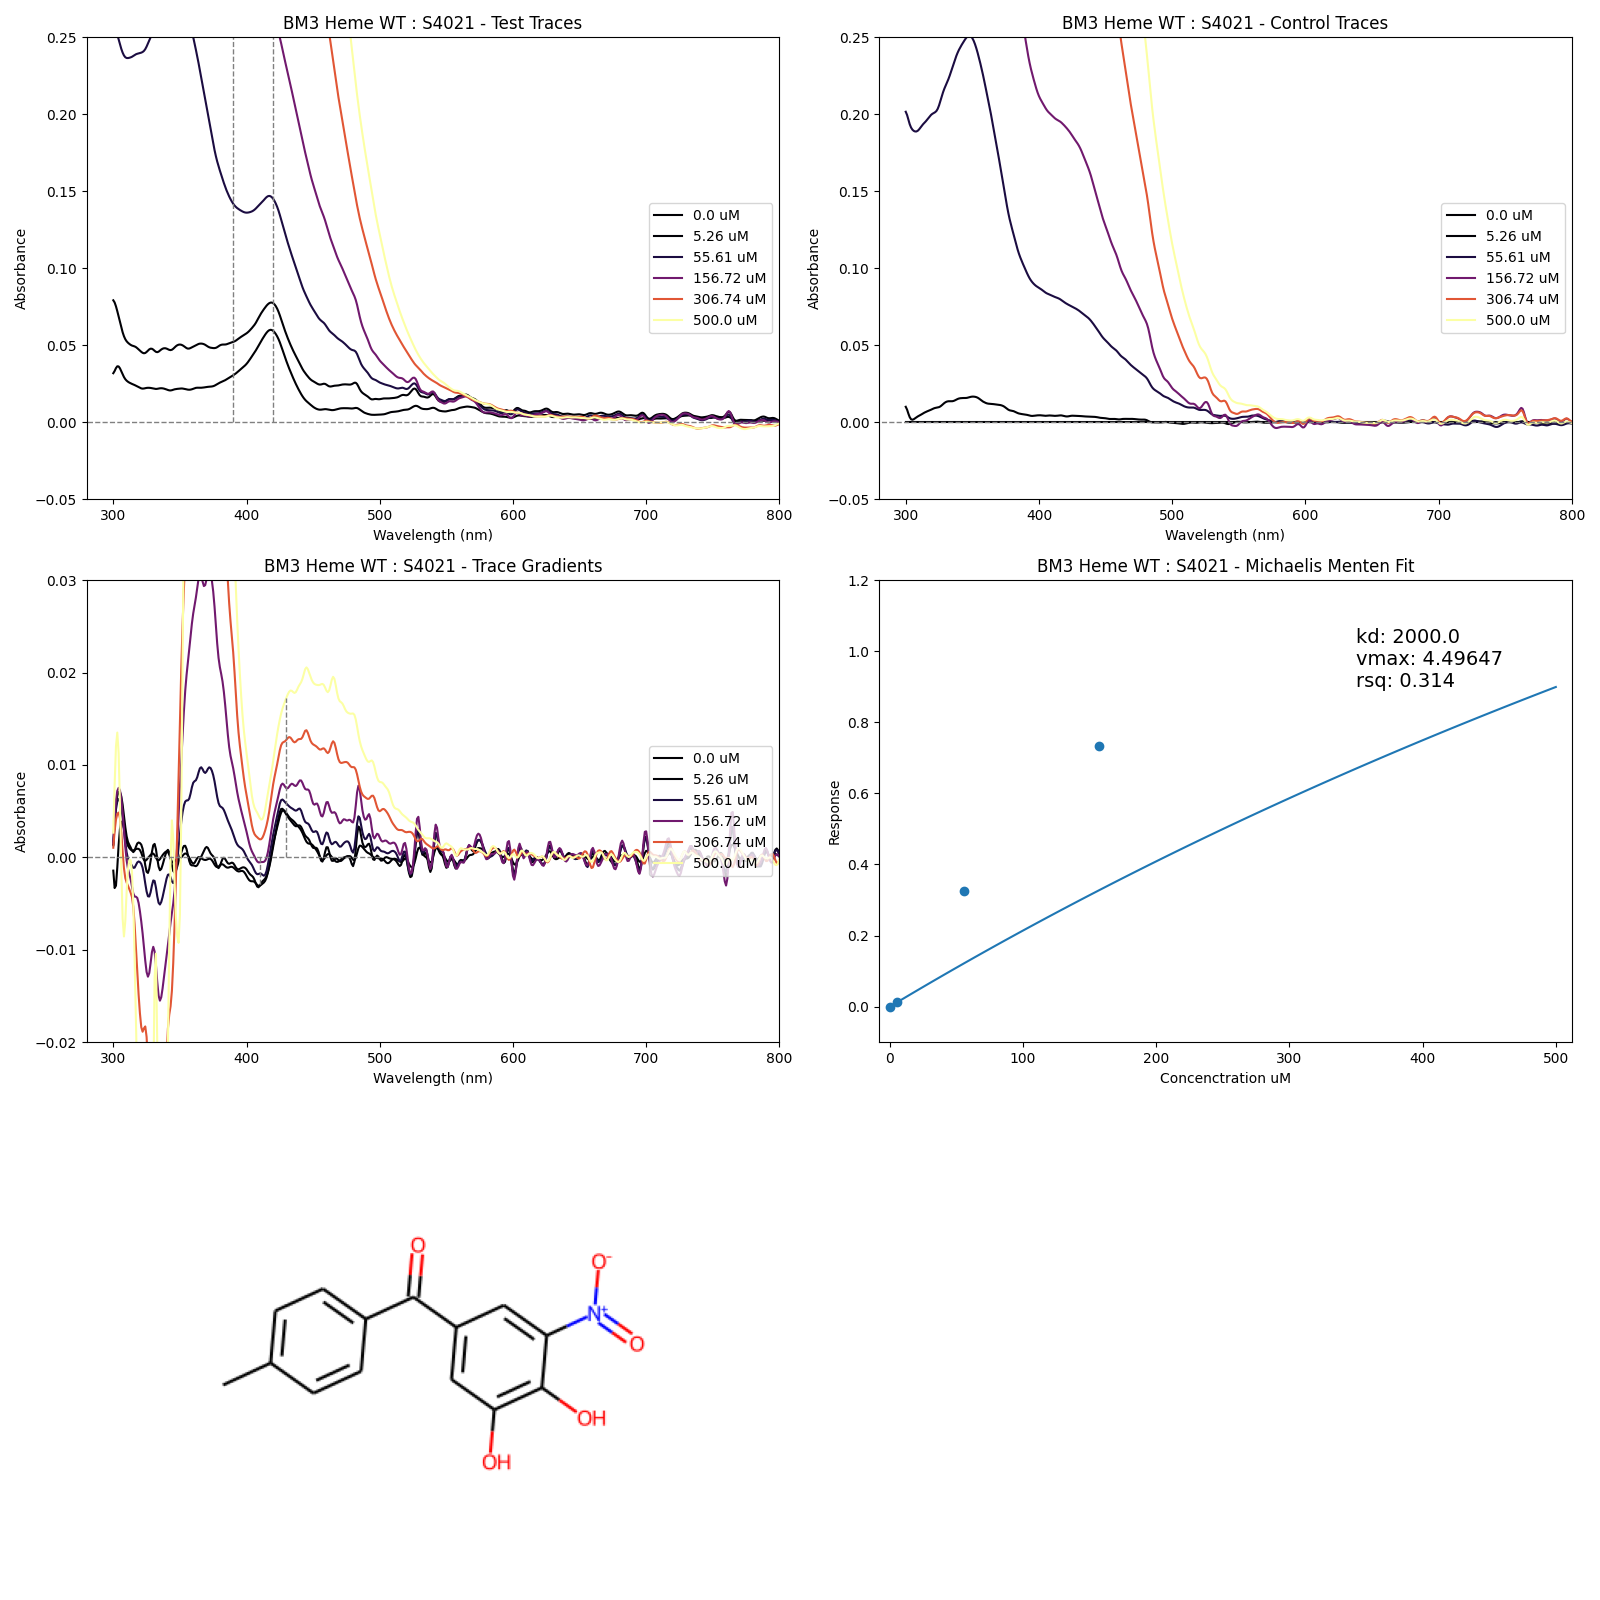 BM3 Heme WT : S4021 - Test Traces
0.25
0.20
0.15
0.10
0.05
0.00
−0.05
Absorbance
300
400
500
600
700
800
Wavelength (nm)
0.0 uM
5.26 uM
55.61 uM
156.72 uM
306.74 uM
500.0 uM
BM3 Heme WT : S4021 - Control Traces
0.25
0.20
0.15
0.10
0.05
0.00
−0.05
Absorbance
300
400
500
600
700
800
Wavelength (nm)
0.0 uM
5.26 uM
55.61 uM
156.72 uM
306.74 uM
500.0 uM
BM3 Heme WT : S4021 - Trace Gradients
0.03
0.02
0.01
0.00
−0.01
−0.02
Absorbance
300
400
500
600
700
800
Wavelength (nm)
0.0 uM
5.26 uM
55.61 uM
156.72 uM
306.74 uM
500.0 uM
BM3 Heme WT : S4021 - Michaelis Menten Fit
1.2
1.0
0.8
0.6
0.4
0.2
0.0
Response
kd: 2000.0
vmax: 4.49647
rsq: 0.314
0
100
200
300
400
500
Concenctration uM
O
O⁻
N⁺
O
OH
OH